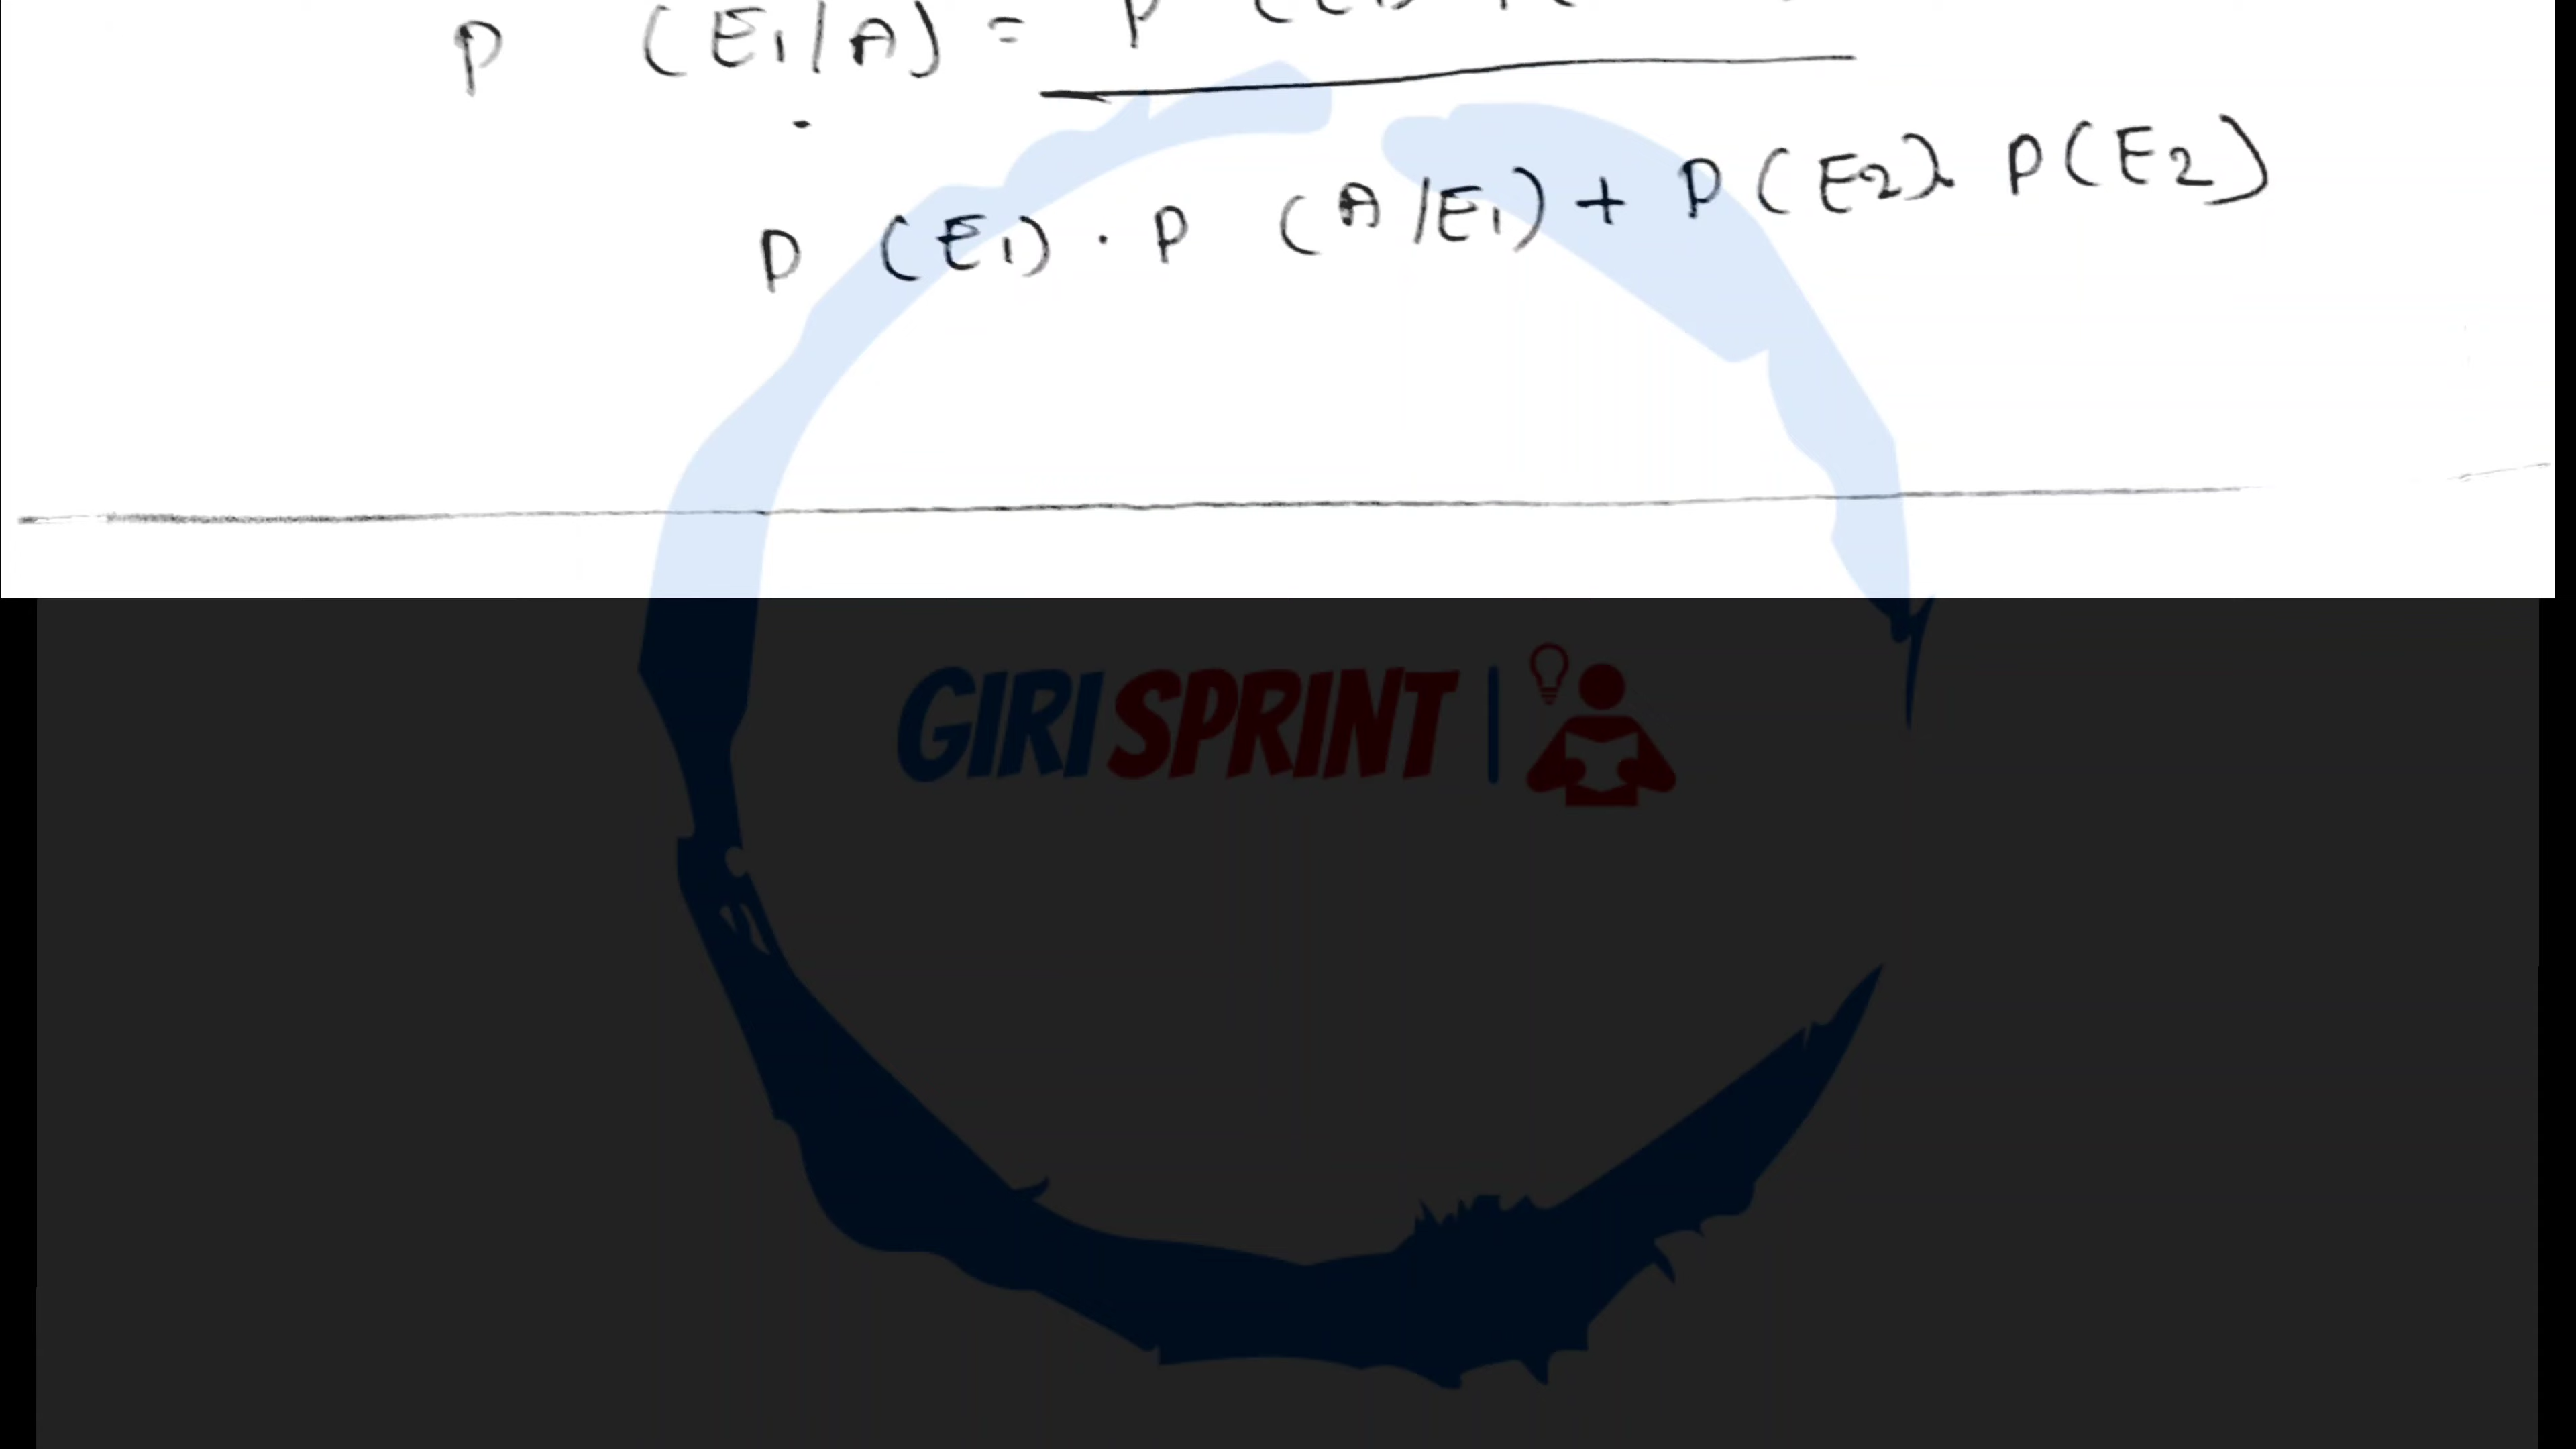 P (E1/A) = P
P (E1) . P (A/E1) + P(E2). P(E2)
GIRI SPRINT